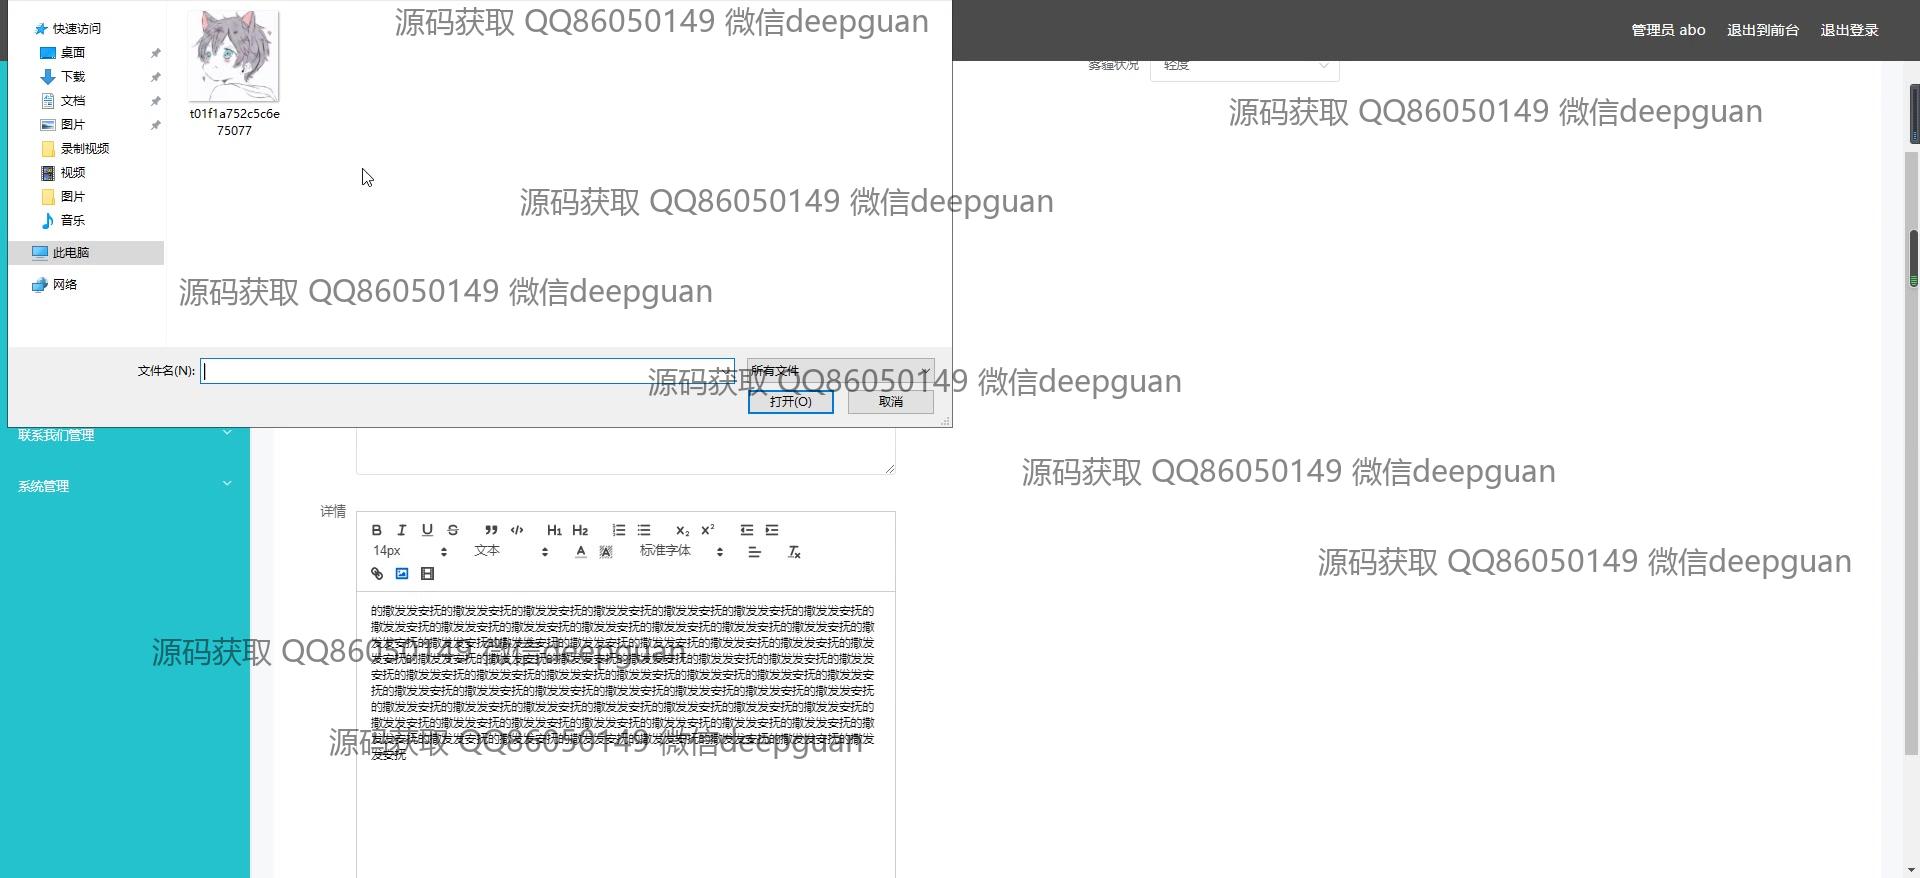 快速访问
桌面
下载
文档
图片
录制视频
视频
图片
音乐
此电脑
网络
t01f1a752c5c6e
75077
文件名(N):
所有文件
打开(O)
取消
管理员 abo
退出到前台
退出登录
雾霾状况
轻度
联系我们管理
系统管理
详情
B I U S H1 H2 X2 X2
14px
文本
标准字体
的撒发发安抚的撒发发安抚的撒发发安抚的撒发发安抚的撒发发安抚的撒发发安抚的撒发发安抚的
撒发发安抚的撒发发安抚的撒发发安抚的撒发发安抚的撒发发安抚的撒发发安抚的撒发发安抚的撒
发发安抚的撒发发安抚的撒发发安抚的撒发发安抚的撒发发安抚的撒发发安抚的撒发发安抚的撒发
发安抚的撒发发安抚的撒发发安抚的撒发发安抚的撒发发安抚的撒发发安抚的撒发发安抚的撒发发
安抚的撒发发安抚的撒发发安抚的撒发发安抚的撒发发安抚的撒发发安抚的撒发发安抚的撒发发安
抚的撒发发安抚的撒发发安抚的撒发发安抚的撒发发安抚的撒发发安抚的撒发发安抚的撒发发安抚
的撒发发安抚的撒发发安抚的撒发发安抚的撒发发安抚的撒发发安抚的撒发发安抚的撒发发安抚的
撒发发安抚的撒发发安抚的撒发发安抚的撒发发安抚的撒发发安抚的撒发发安抚的撒发发安抚的撒
发发安抚的撒发发安抚的撒发发安抚的撒发发安抚的撒发发安抚的撒发发安抚的撒发发安抚的撒发
发安抚
源码获取 QQ86050149 微信deepguan
源码获取 QQ86050149 微信deepguan
源码获取 QQ86050149 微信deepguan
源码获取 QQ86050149 微信deepguan
源码获取 QQ86050149 微信deepguan
源码获取 QQ86050149 微信deepguan
源码获取 QQ86050149 微信deepguan
源码获取 QQ86050149 微信deepguan
源码获取 QQ86050149 微信deepguan